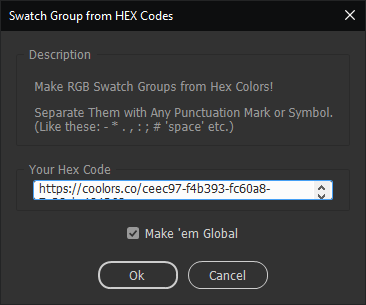 Swatch Group from HEX Codes
Description
Make RGB Swatch Groups from Hex Colors!
Separate Them with Any Punctuation Mark or Symbol.
(Like these: - * . , : ; # 'space' etc.)
Your Hex Code
https://coolors.co/ceec97-f4b393-fc60a8-
Make 'em Global
Ok
Cancel